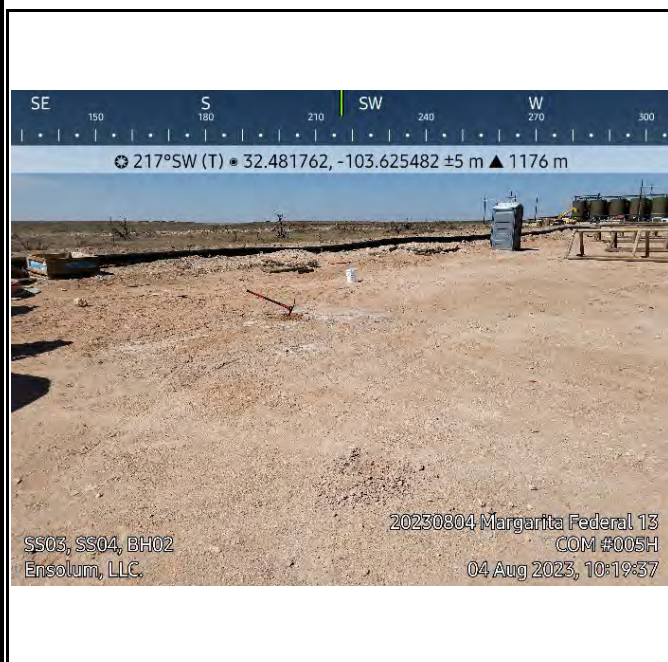 SE S SW W
150 180 210 240 270 300
217°SW (T) 32.481762, -103.625482 ±5 m ▲ 1176 m
20230804 Margarita Federal 13
SS03, SS04, BH02 COM #005H
Ensolum, LLC. 04 Aug 2023, 10:19:37